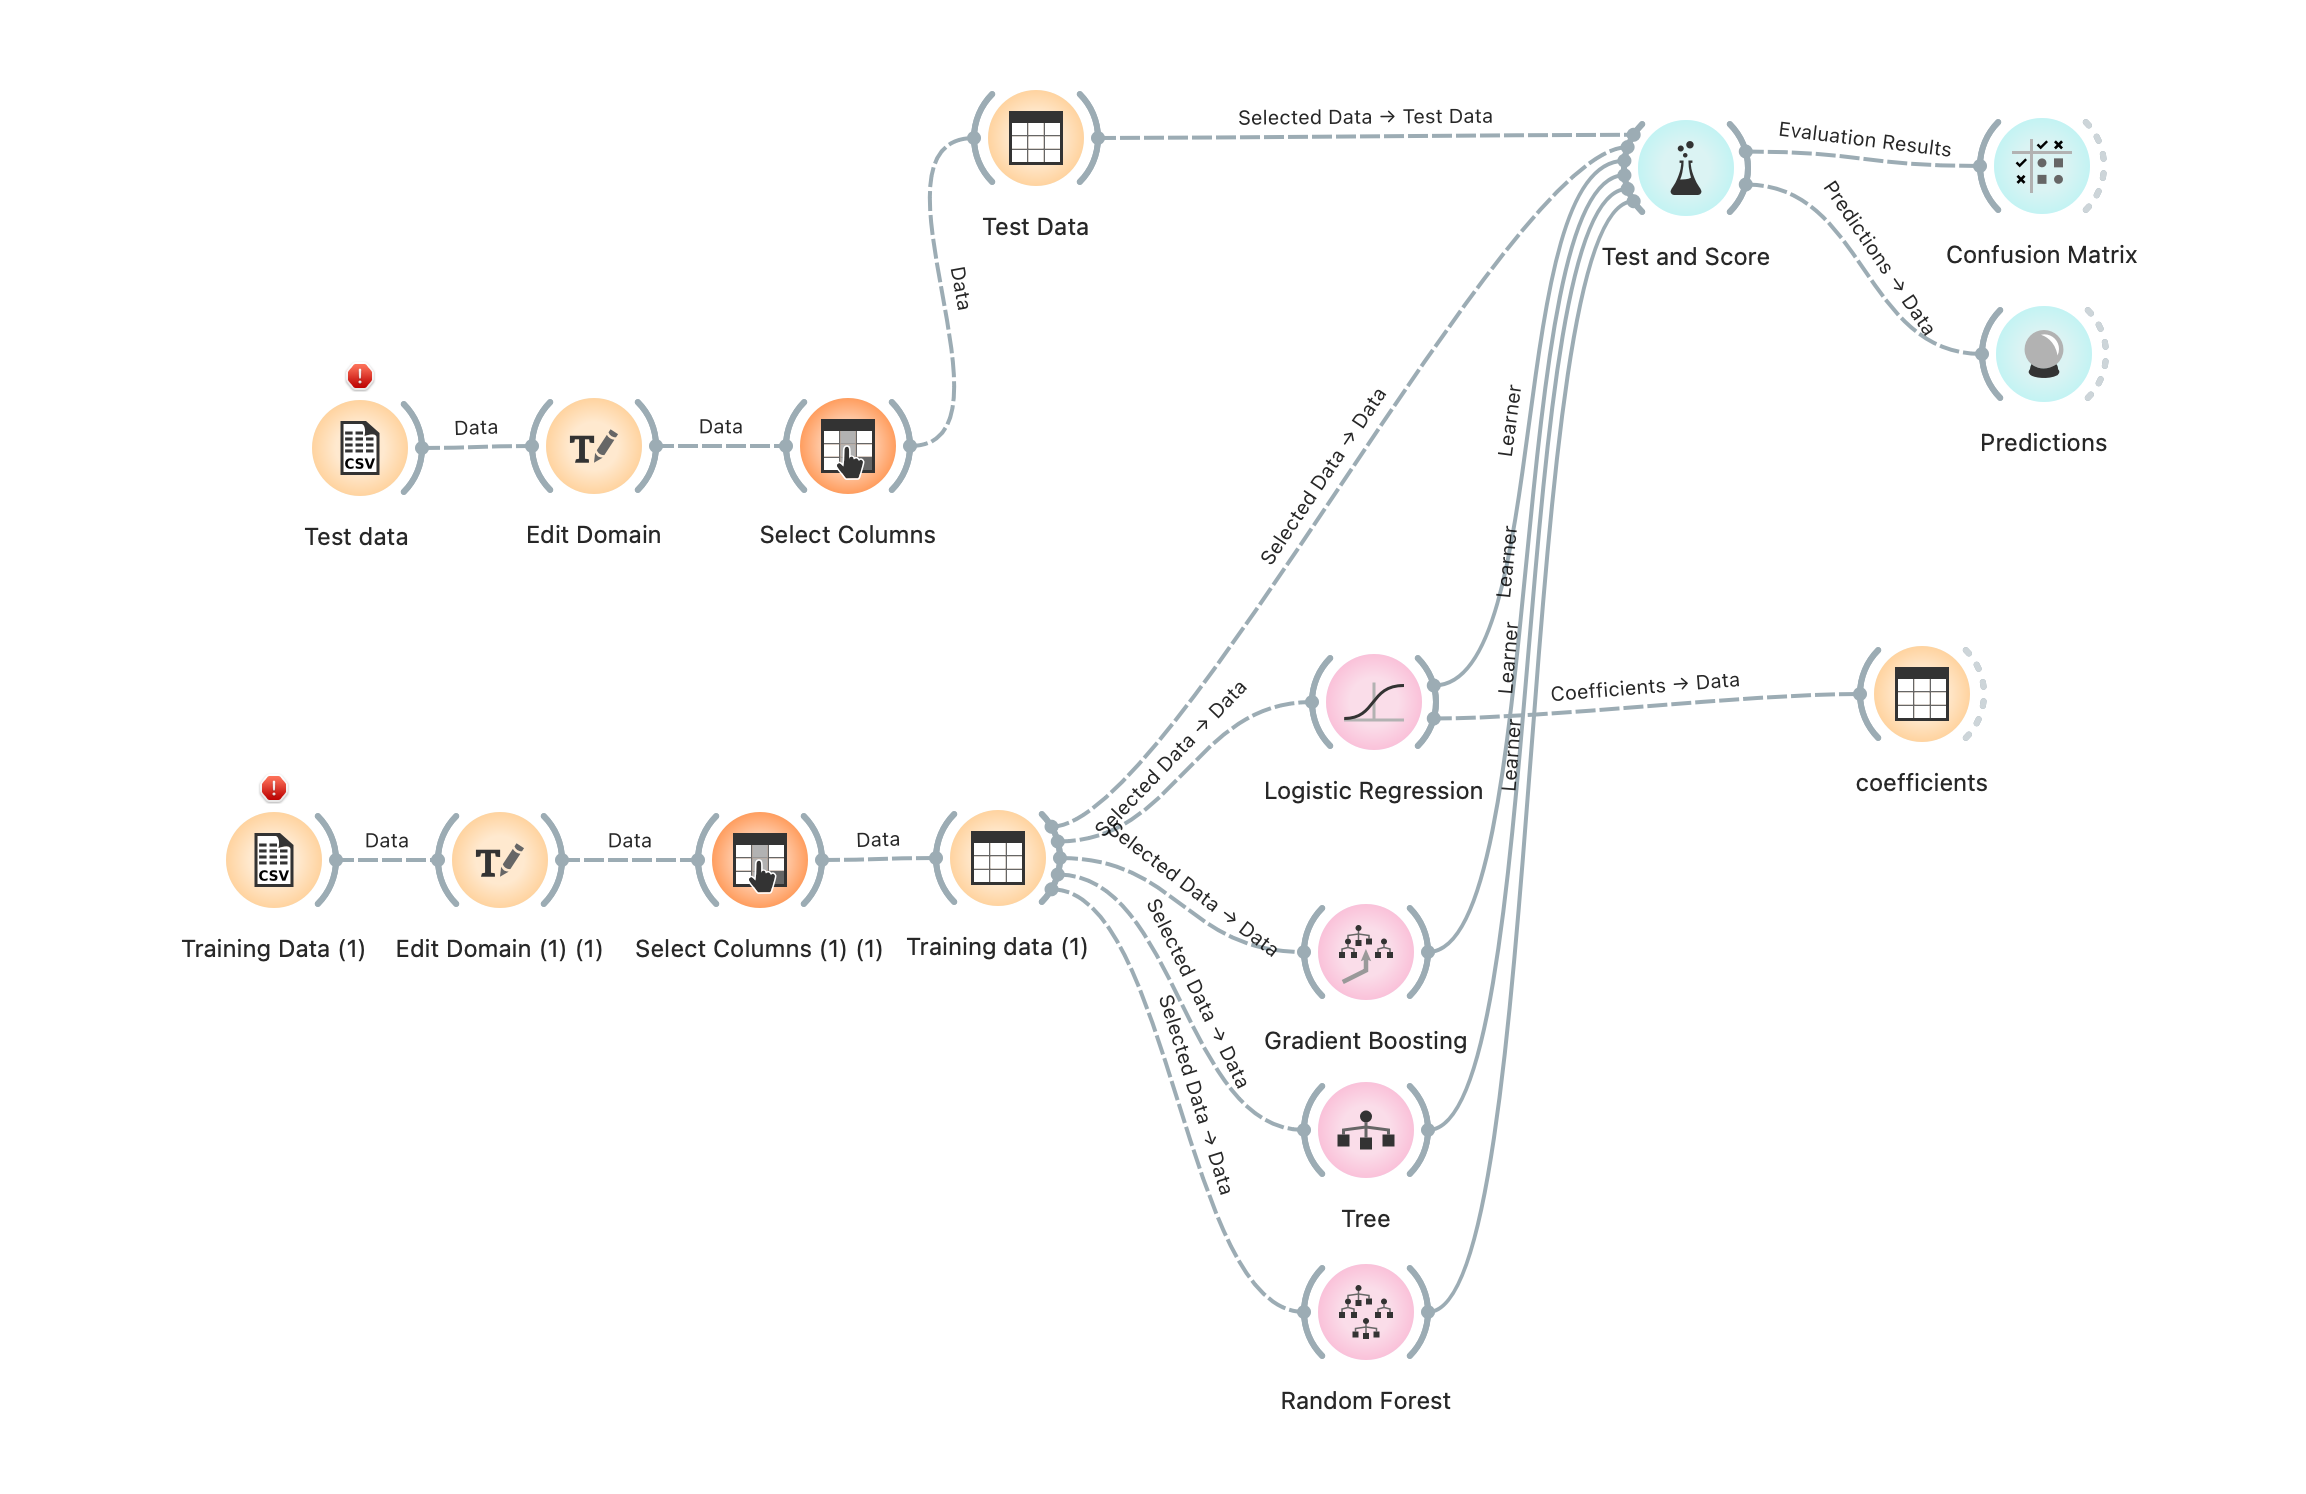 Selected Data → Test Data
Evaluation Results
Test Data
Predictions → Data
Test and Score
Confusion Matrix
Data
!
CSV
Data
T
Data
Predictions
Test data
Edit Domain
Select Columns
Selected Data → Data
Learner
Learner
Learner
Learner
Selected Data → Data
Coefficients → Data
Logistic Regression
coefficients
!
CSV
Data
T
Data
Data
Training Data (1)
Edit Domain (1) (1)
Select Columns (1) (1)
Training data (1)
Selected Data → Data
Selected Data → Data
Selected Data → Data
Gradient Boosting
Tree
Random Forest